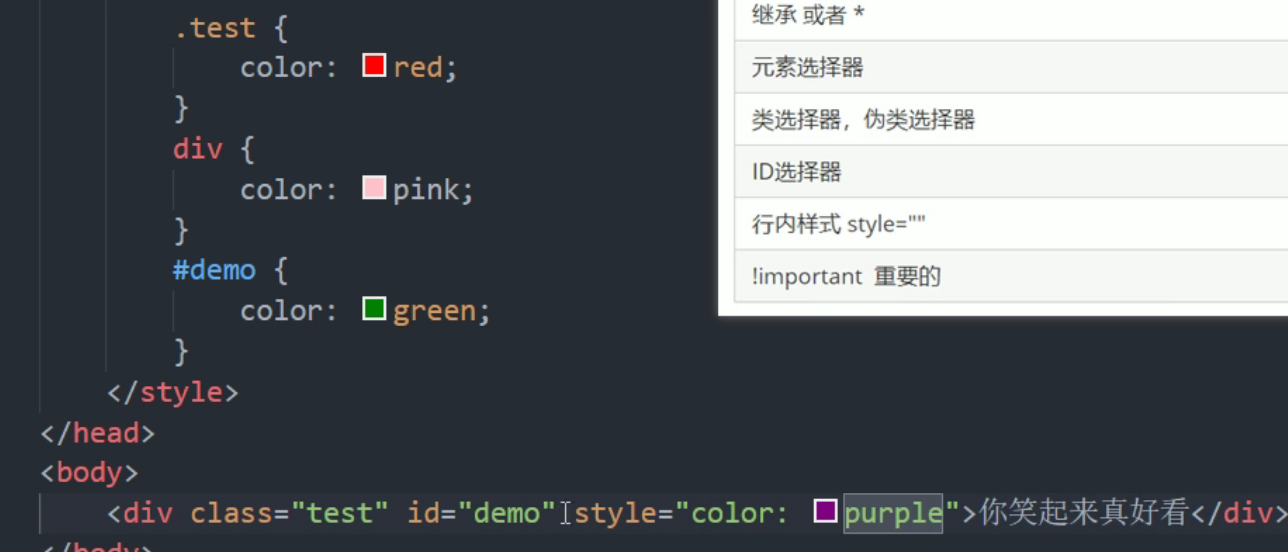 .test {
color: red;
}
div {
color: pink;
}
#demo {
color: green;
}
</style>
</head>
<body>
<div class="test" id="demo" style="color: purple">你笑起来真好看</div>
</body>
继承 或者 *
元素选择器
类选择器，伪类选择器
ID选择器
行内样式 style=""
!important 重要的